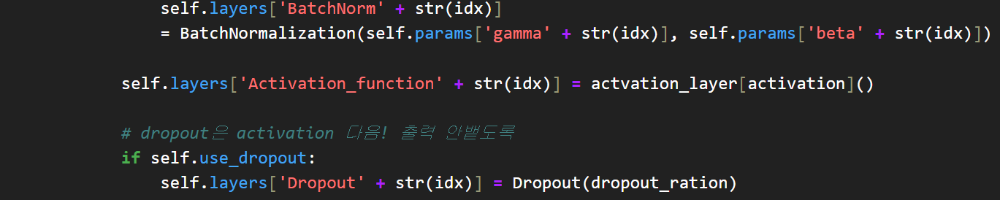 self.layers['BatchNorm' + str(idx)]
= BatchNormalization(self.params['gamma' + str(idx)], self.params['beta' + str(idx)])
self.layers['Activation_function' + str(idx)] = actvation_layer[activation]()
# dropout은 activation 다음! 출력 안뱉도록
if self.use_dropout:
self.layers['Dropout' + str(idx)] = Dropout(dropout_ration)